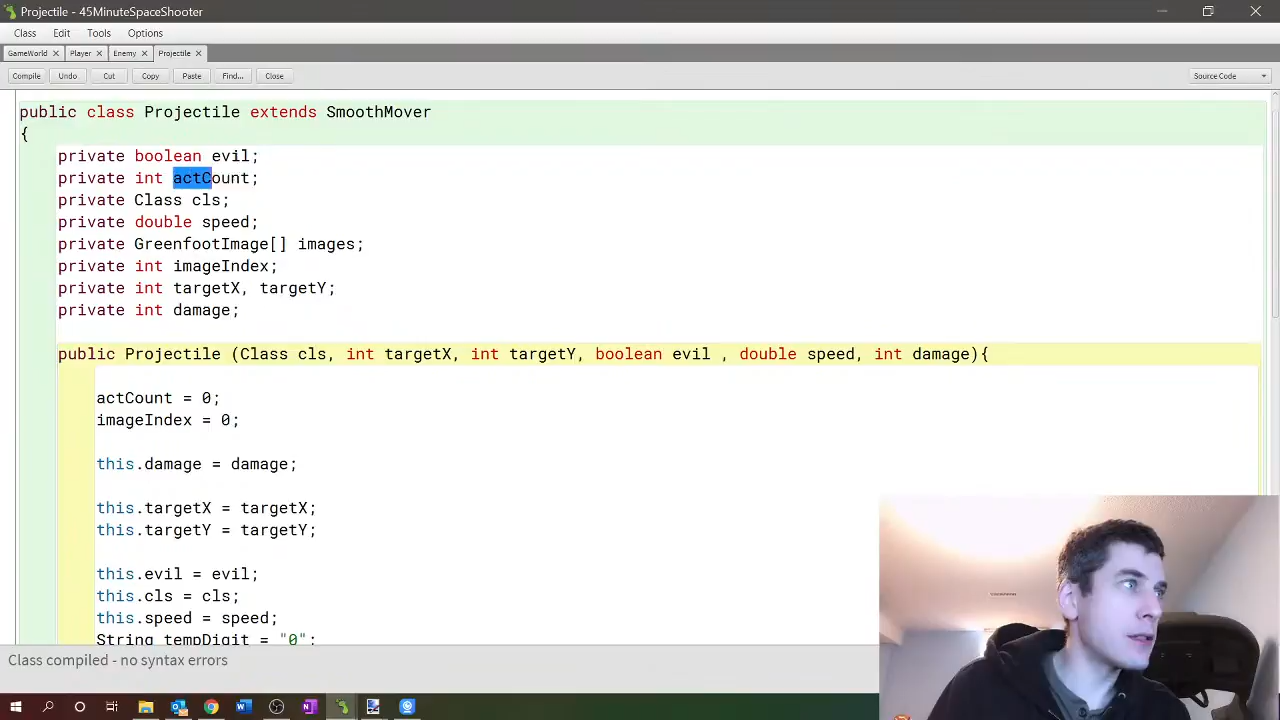 Projectile - 45MinuteSpaceShooter
Class Edit Tools Options
GameWorld × Player × Enemy × Projectile ×
Compile Undo Cut Copy Paste Find... Close Source Code
public class Projectile extends SmoothMover
{
private boolean evil;
private int actCount;
private Class cls;
private double speed;
private GreenfootImage[] images;
private int imageIndex;
private int targetX, targetY;
private int damage;
public Projectile (Class cls, int targetX, int targetY, boolean evil , double speed, int damage){
actCount = 0;
imageIndex = 0;
this.damage = damage;
this.targetX = targetX;
this.targetY = targetY;
this.evil = evil;
this.cls = cls;
this.speed = speed;
String tempDigit = "0";
Class compiled - no syntax errors